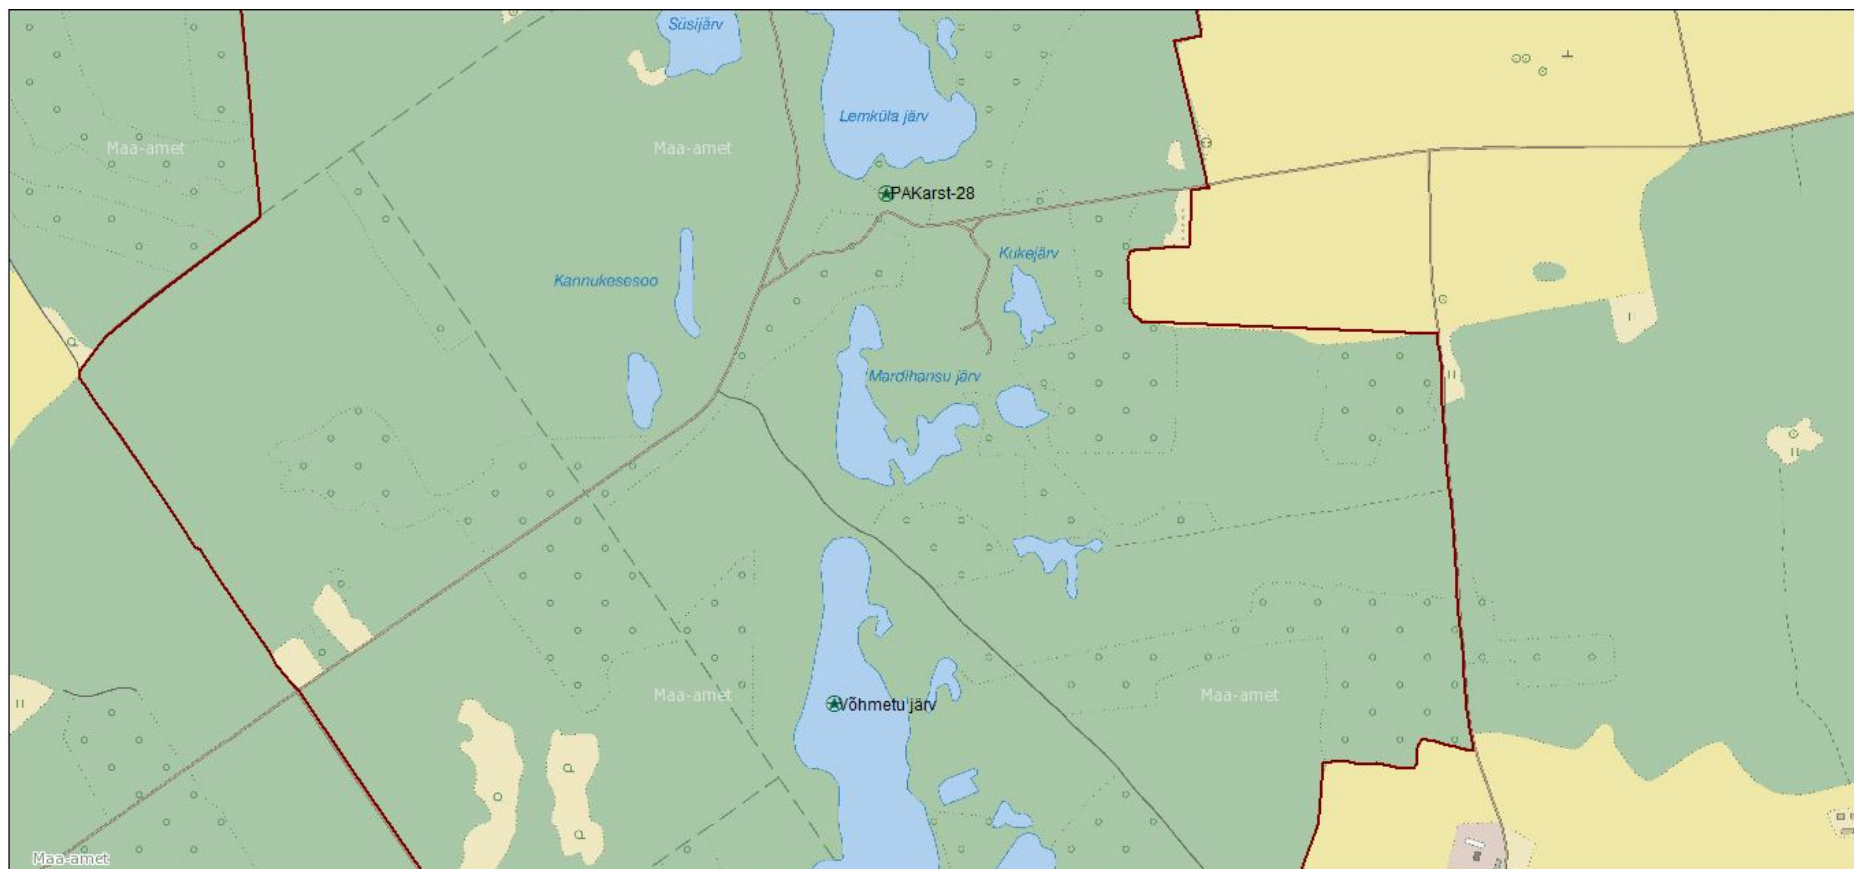 Süsijärv
Lemküla järv
Maa-amet
Maa-amet
PAKarst-28
Kukejärv
Kannukesesoo
Mardihansu järv
Maa-amet
Maa-amet
Võhmetu järv
Maa-amet